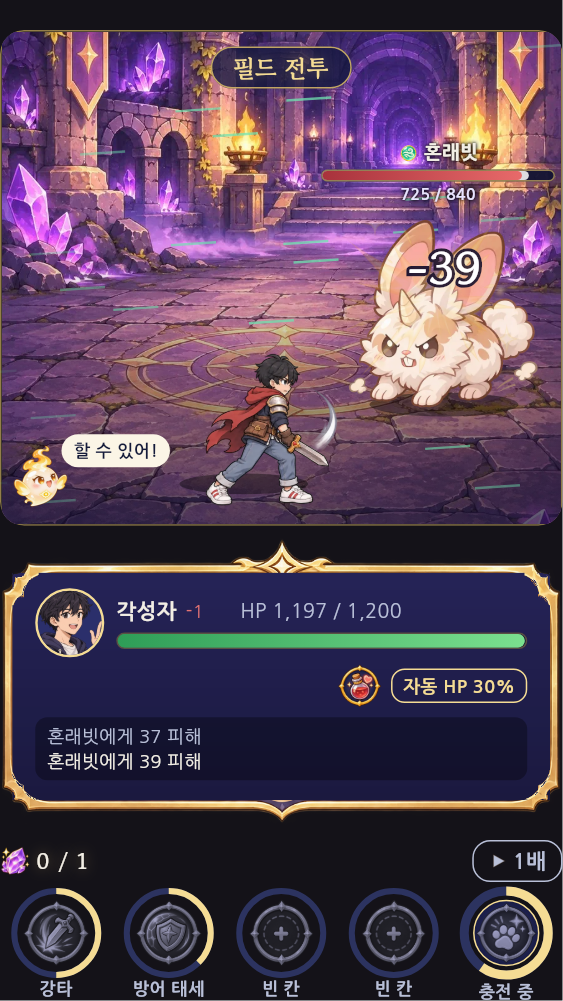 필드 전투
혼래빗
725 / 840
-39
할 수 있어!
각성자 -1 HP 1,197 / 1,200
자동 HP 30%
혼래빗에게 37 피해
혼래빗에게 39 피해
0 / 1
1배
강타
방어 태세
빈 칸
빈 칸
충전 중